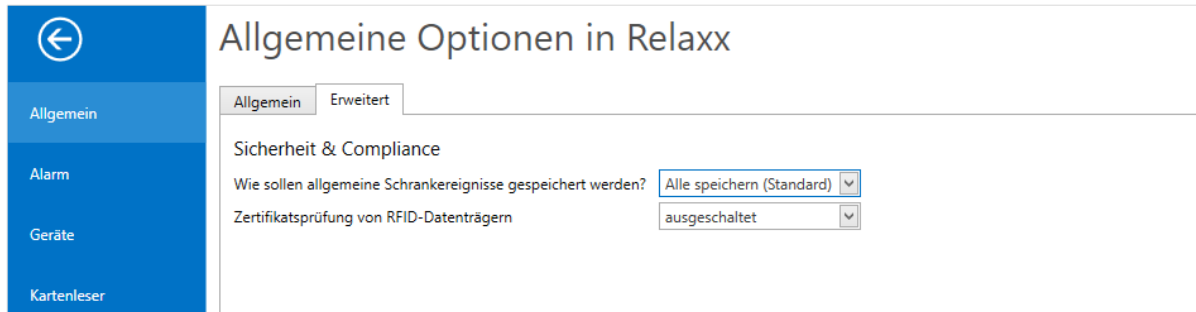 Allgemeine Optionen in Relaxx
Allgemein
Alarm
Geräte
Kartenleser
Allgemein Erweitert
Sicherheit & Compliance
Wie sollen allgemeine Schrankereignisse gespeichert werden? Alle speichern (Standard)
Zertifikatsprüfung von RFID-Datenträgern ausgeschaltet